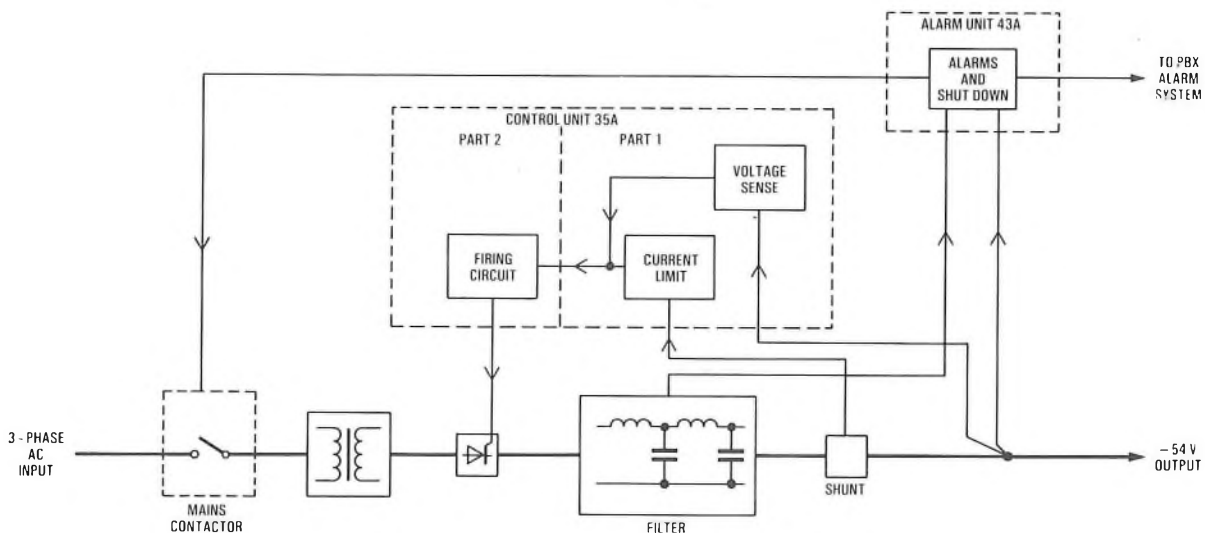 ALARM UNIT 43A
ALARMS
AND
SHUT DOWN
TO PBX
ALARM
SYSTEM
CONTROL UNIT 35A
PART 2
PART 1
VOLTAGE
SENSE
FIRING
CIRCUIT
CURRENT
LIMIT
3 - PHASE
AC
INPUT
MAINS
CONTACTOR
FILTER
SHUNT
– 54 V
OUTPUT